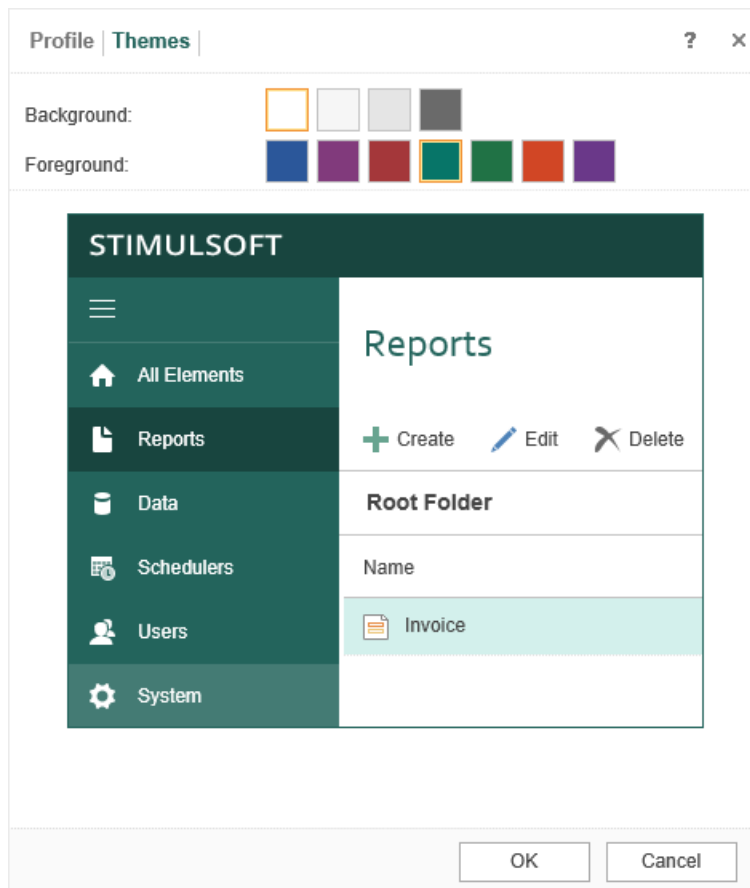 Profile | Themes | ? ×
Background:
Foreground:
STIMULSOFT
Reports
All Elements
Reports
Data
Schedulers
Users
System
Create Edit Delete
Root Folder
Name
Invoice
OK Cancel